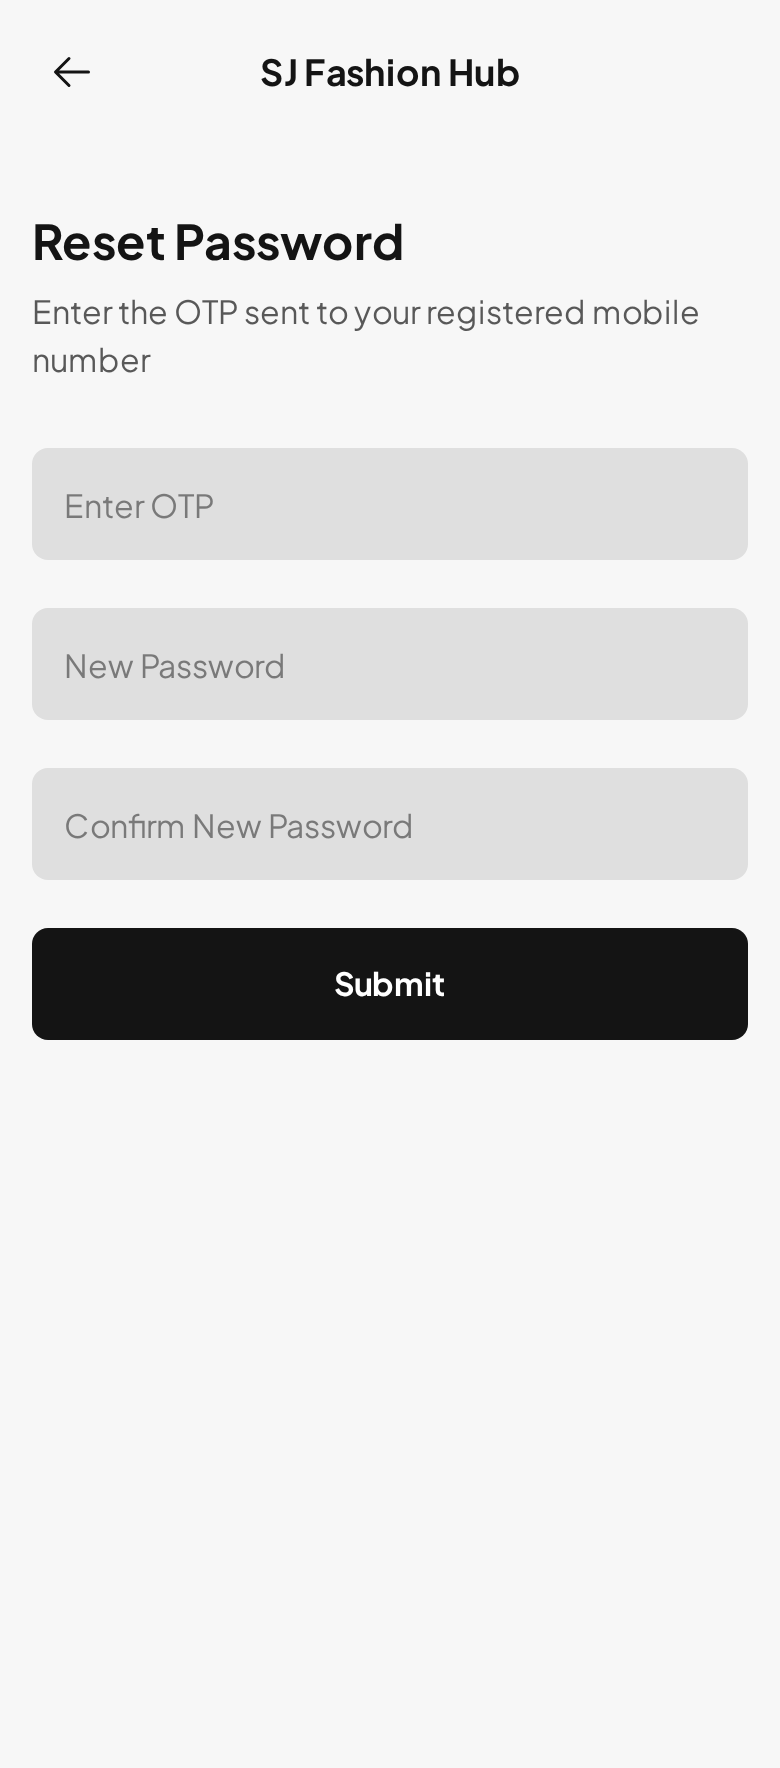 SJ Fashion Hub
Reset Password
Enter the OTP sent to your registered mobile
number
Enter OTP
New Password
Confirm New Password
Submit